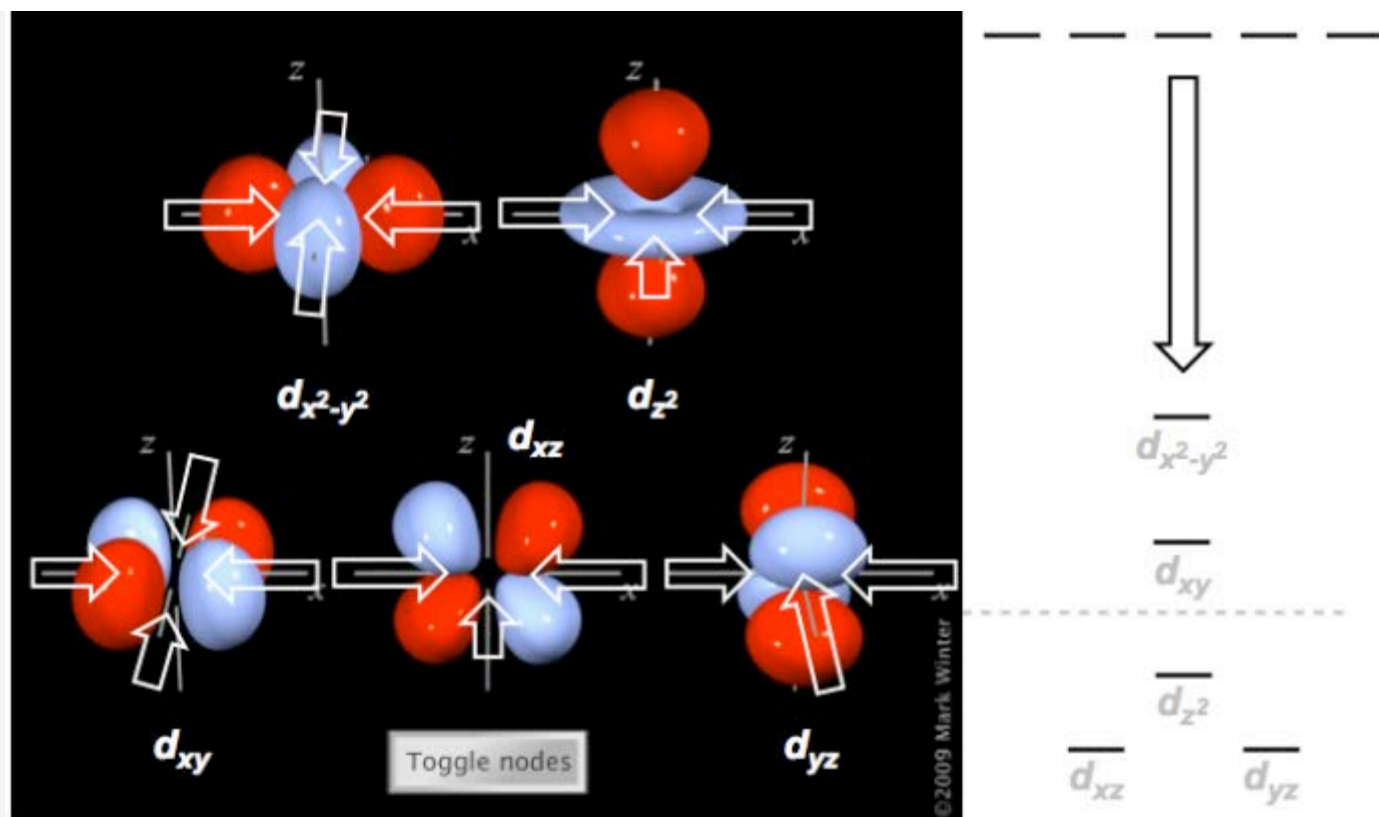 z
z
x
x
dx²-y²
dz²
dxz
z
z
x
x
dxy
Toggle nodes
dyz
©2009 Mark Winter
dx²-y²
dxy
dz²
dxz
dyz